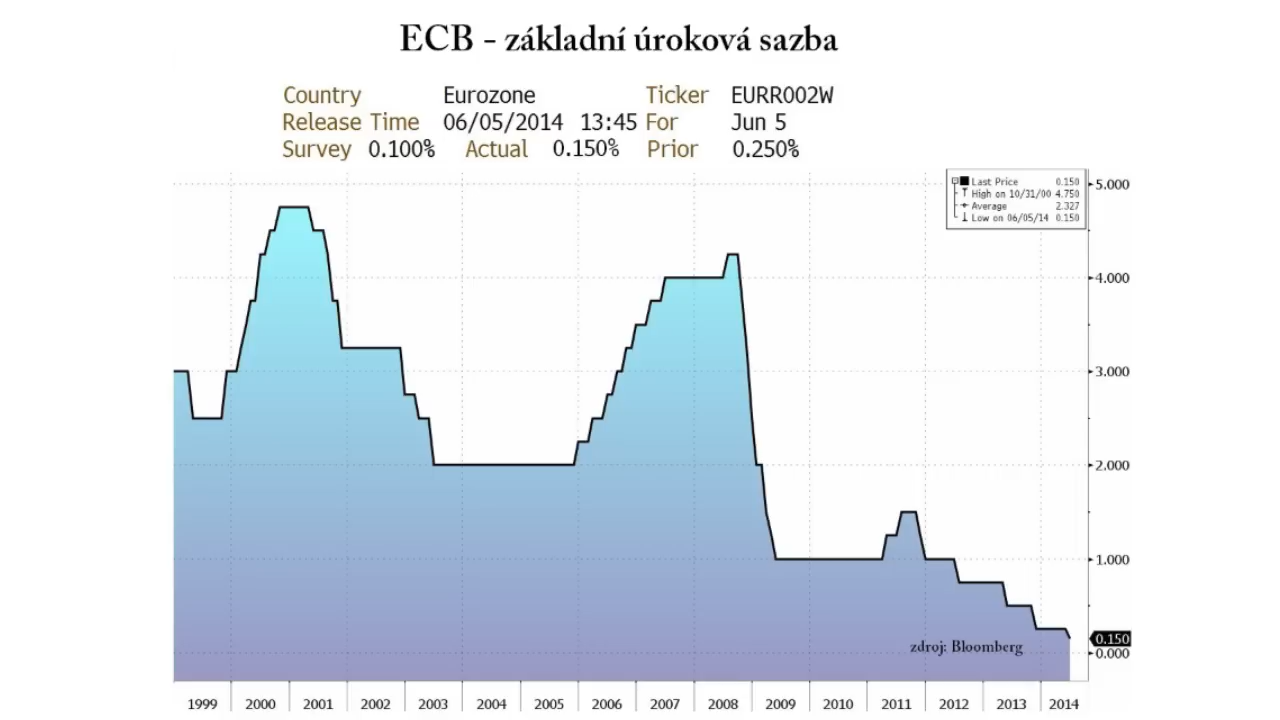 ECB - základní úroková sazba
Country Eurozone Ticker EURR002W
Release Time 06/05/2014 13:45 For Jun 5
Survey 0.100% Actual 0.150% Prior 0.250%
Last Price 0.150
High on 10/31/00 4.750
Average 2.327
Low on 06/05/14 0.150
5.000
4.000
3.000
2.000
1.000
0.150
zdroj: Bloomberg
0.000
1999 2000 2001 2002 2003 2004 2005 2006 2007 2008 2009 2010 2011 2012 2013 2014